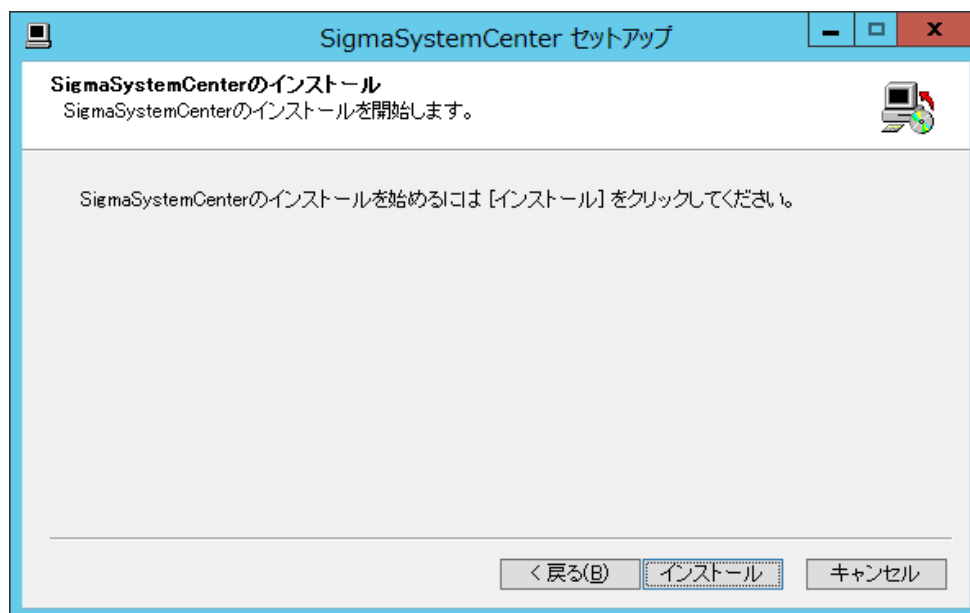 SigmaSystemCenter セットアップ
SigmaSystemCenterのインストール
SigmaSystemCenterのインストールを開始します。
SigmaSystemCenterのインストールを始めるには [インストール] をクリックしてください。
< 戻る(B)
インストール
キャンセル